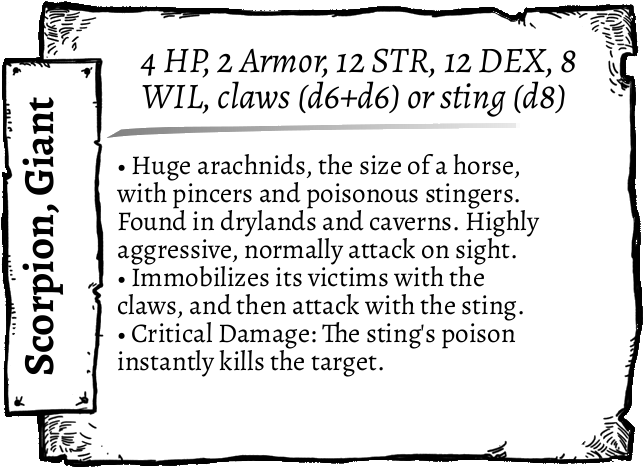 Scorpion, Giant
4 HP, 2 Armor, 12 STR, 12 DEX, 8
WIL, claws (d6+d6) or sting (d8)
• Huge arachnids, the size of a horse,
with pincers and poisonous stingers.
Found in drylands and caverns. Highly
aggressive, normally attack on sight.
• Immobilizes its victims with the
claws, and then attack with the sting.
• Critical Damage: The sting's poison
instantly kills the target.